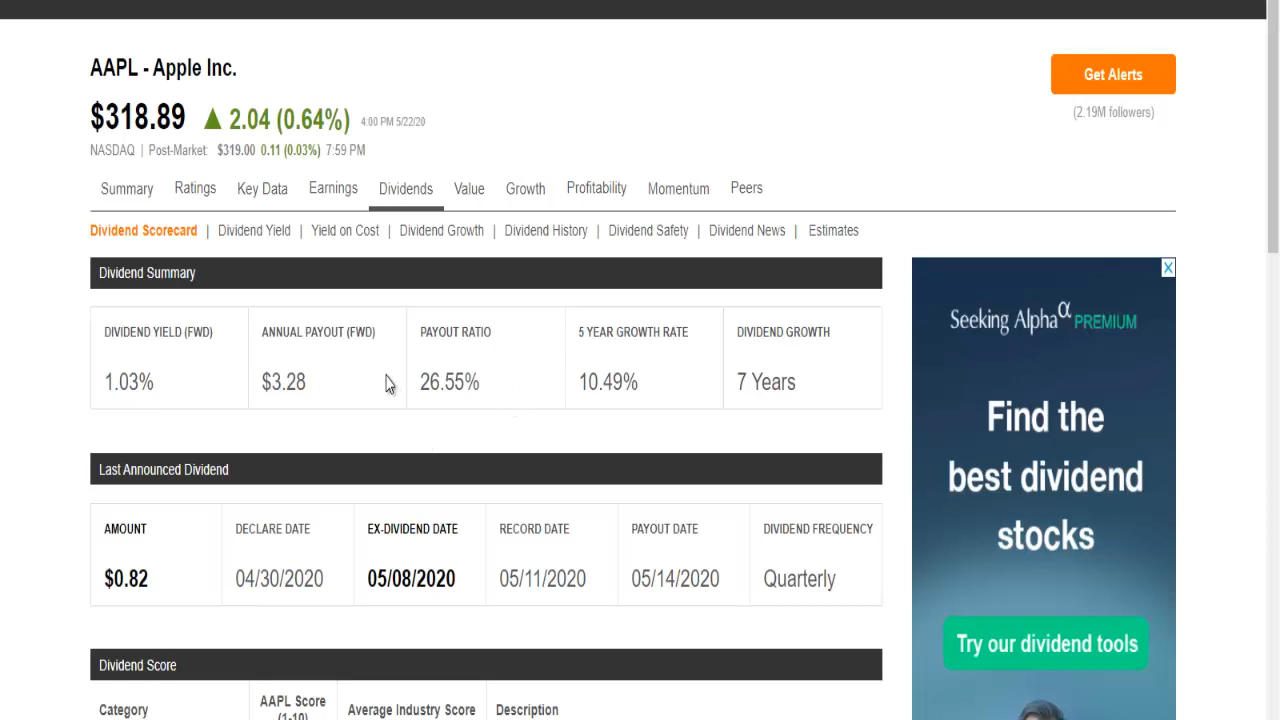 AAPL - Apple Inc.
Get Alerts
$318.89 ▲ 2.04 (0.64%) 4:00 PM 5/22/20
(2.19M followers)
NASDAQ | Post-Market: $319.00 0.11 (0.03%) 7:59 PM
Summary Ratings Key Data Earnings Dividends Value Growth Profitability Momentum Peers
Dividend Scorecard | Dividend Yield | Yield on Cost | Dividend Growth | Dividend History | Dividend Safety | Dividend News | Estimates
Dividend Summary
DIVIDEND YIELD (FWD) ANNUAL PAYOUT (FWD) PAYOUT RATIO 5 YEAR GROWTH RATE DIVIDEND GROWTH
1.03% $3.28 26.55% 10.49% 7 Years
Last Announced Dividend
AMOUNT DECLARE DATE EX-DIVIDEND DATE RECORD DATE PAYOUT DATE DIVIDEND FREQUENCY
$0.82 04/30/2020 05/08/2020 05/11/2020 05/14/2020 Quarterly
Dividend Score
Category AAPL Score (1-10) Average Industry Score Description
X
Seeking Alphaα PREMIUM
Find the
best dividend
stocks
Try our dividend tools